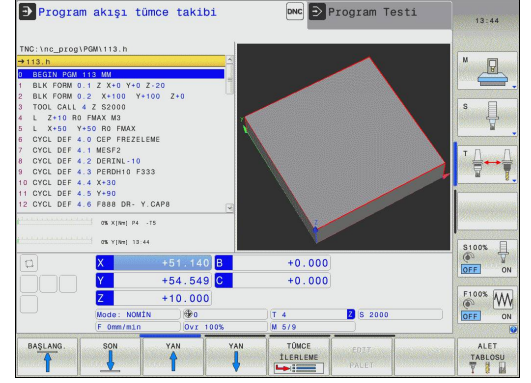 Program akışı tümce takibi
DNC
Program Testi
13:44
TNC:\nc_prog\PGM\113.h
→113.h
0 BEGIN PGM 113 MM
1 BLK FORM 0.1 Z X+0 Y+0 Z-20
2 BLK FORM 0.2 X+100 Y+100 Z+0
3 TOOL CALL 4 Z S2000
4 L Z+10 R0 FMAX M3
5 L X+50 Y+50 R0 FMAX
6 CYCL DEF 4.0 CEP FREZELEME
7 CYCL DEF 4.1 MESF2
8 CYCL DEF 4.2 DERINL-10
9 CYCL DEF 4.3 PERDH10 F333
10 CYCL DEF 4.4 X+30
11 CYCL DEF 4.5 Y+90
12 CYCL DEF 4.6 F888 DR- Y.CAP8
0% X[Nm] P4 -T5
0% Y[Nm] 13:44
X +51.140 B +0.000
Y +54.549 C +0.000
Z +10.000
Mode: NOMİN 0 T 4 Z S 2000
F 0mm/min Ovr 100% M 5/9
M
S
T
S100%
OFF ON
F100%
OFF ON
BAŞLANG.
SON
YAN
YAN
TÜMCE
İLERLEME
EDIT
PALET
ALET
TABLOSU